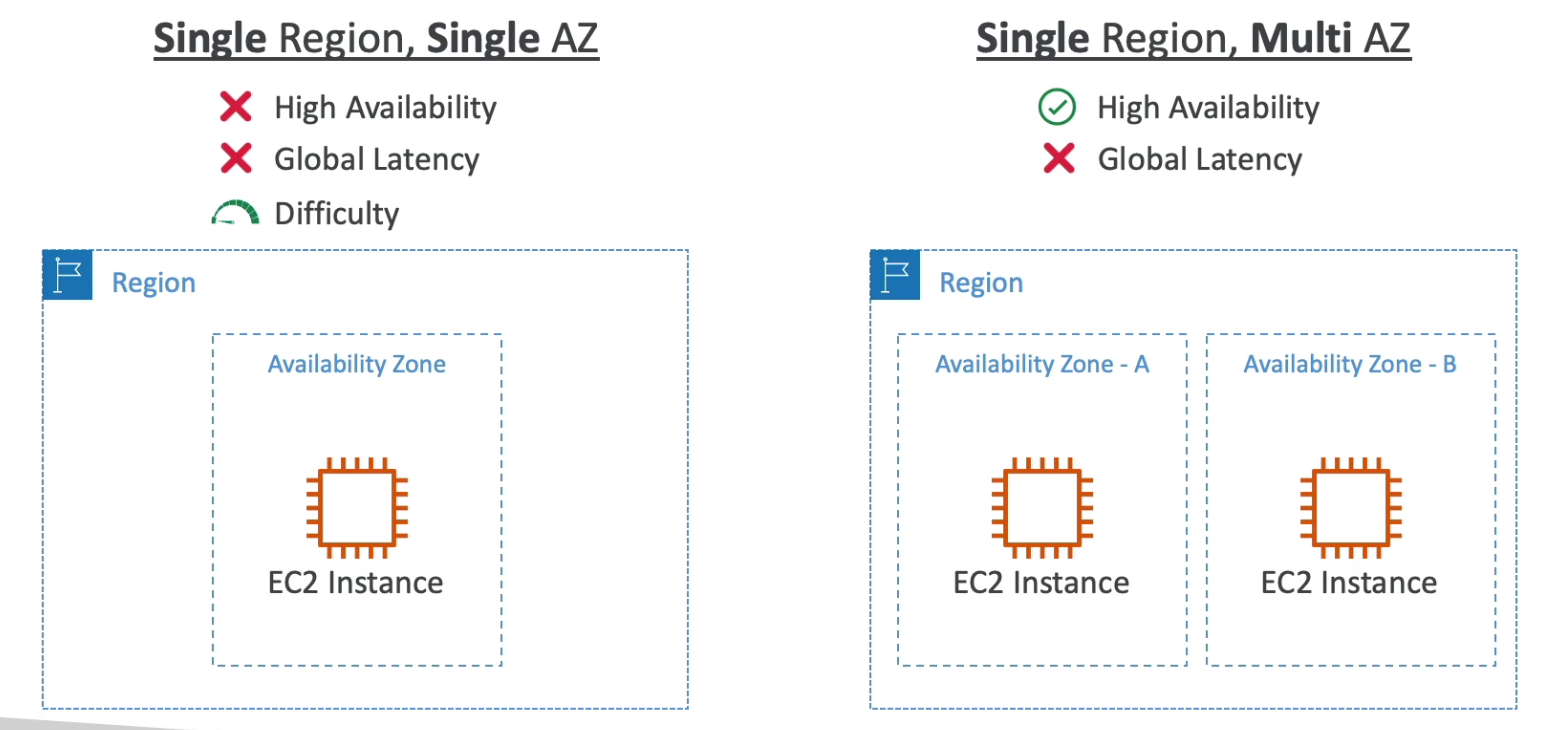 Single Region, Single AZ
High Availability
Global Latency
Difficulty
Region
Availability Zone
EC2 Instance
Single Region, Multi AZ
High Availability
Global Latency
Region
Availability Zone - A
EC2 Instance
Availability Zone - B
EC2 Instance